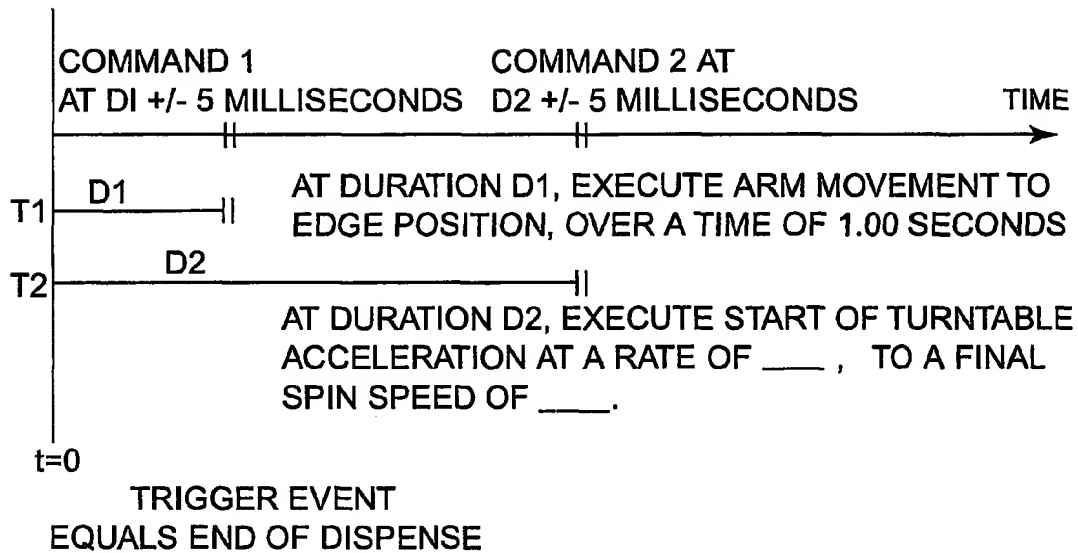 COMMAND 1
AT DI +/- 5 MILLISECONDS
COMMAND 2 AT
D2 +/- 5 MILLISECONDS
TIME
T1
D1
AT DURATION D1, EXECUTE ARM MOVEMENT TO
EDGE POSITION, OVER A TIME OF 1.00 SECONDS
T2
D2
AT DURATION D2, EXECUTE START OF TURNTABLE
ACCELERATION AT A RATE OF ____ , TO A FINAL
SPIN SPEED OF ____.
t=0
TRIGGER EVENT
EQUALS END OF DISPENSE